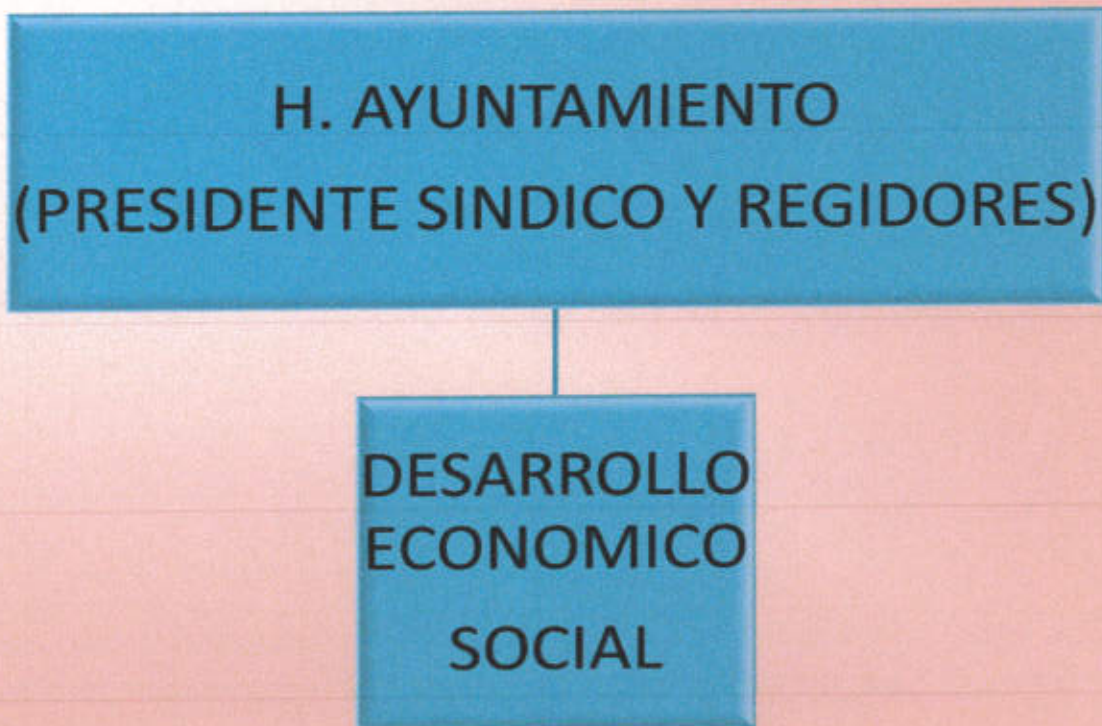 H. AYUNTAMIENTO
(PRESIDENTE SINDICO Y REGIDORES)
DESARROLLO
ECONOMICO
SOCIAL